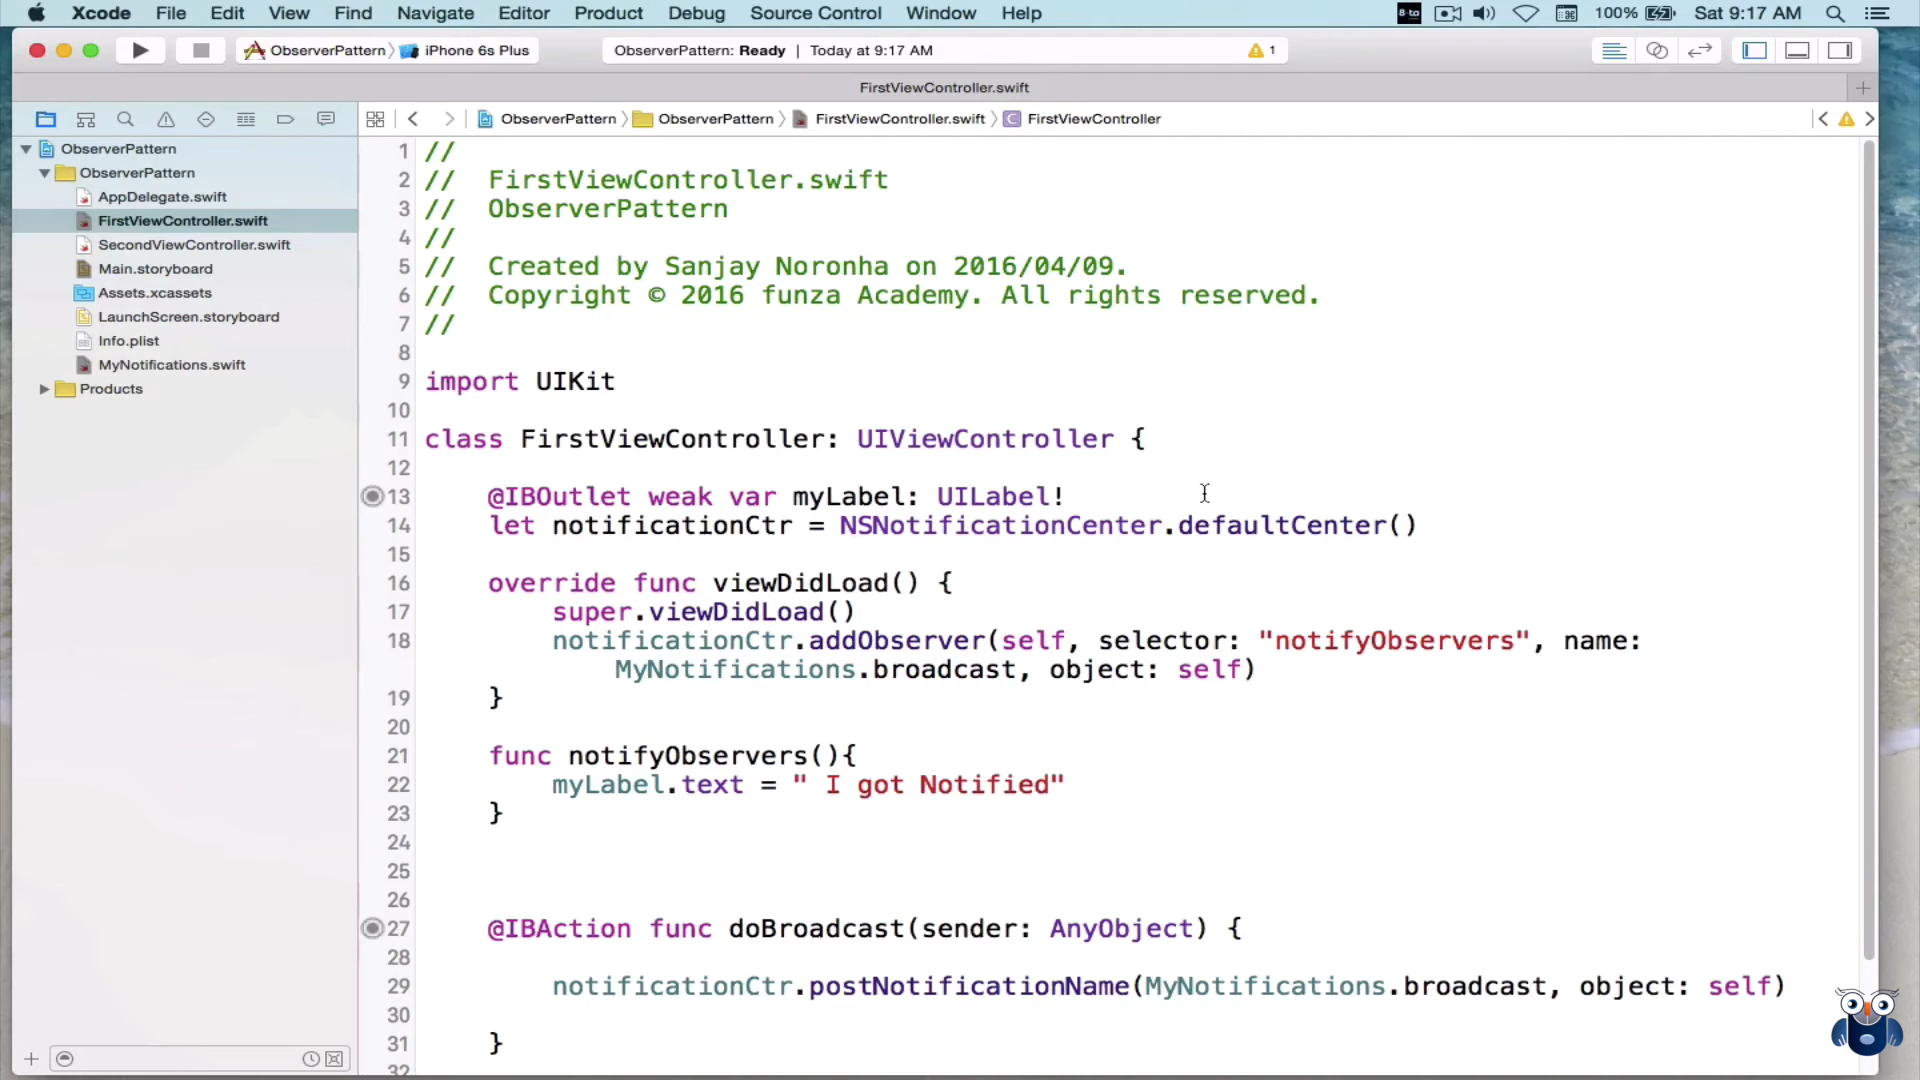 Xcode File Edit View Find Navigate Editor Product Debug Source Control Window Help 100% Sat 9:17 AM
ObserverPattern iPhone 6s Plus ObserverPattern: Ready | Today at 9:17 AM 1
FirstViewController.swift
ObserverPattern ObserverPattern FirstViewController.swift C FirstViewController
ObserverPattern
ObserverPattern
AppDelegate.swift
FirstViewController.swift
SecondViewController.swift
Main.storyboard
Assets.xcassets
LaunchScreen.storyboard
Info.plist
MyNotifications.swift
Products
1 //
2 // FirstViewController.swift
3 // ObserverPattern
4 //
5 // Created by Sanjay Noronha on 2016/04/09.
6 // Copyright © 2016 funza Academy. All rights reserved.
7 //
8
9 import UIKit
10
11 class FirstViewController: UIViewController {
12
13 @IBOutlet weak var myLabel: UILabel!
14 let notificationCtr = NSNotificationCenter.defaultCenter()
15
16 override func viewDidLoad() {
17 super.viewDidLoad()
18 notificationCtr.addObserver(self, selector: "notifyObservers", name:
MyNotifications.broadcast, object: self)
19 }
20
21 func notifyObservers(){
22 myLabel.text = " I got Notified"
23 }
24
25
26
27 @IBAction func doBroadcast(sender: AnyObject) {
28
29 notificationCtr.postNotificationName(MyNotifications.broadcast, object: self)
30
31 }
32